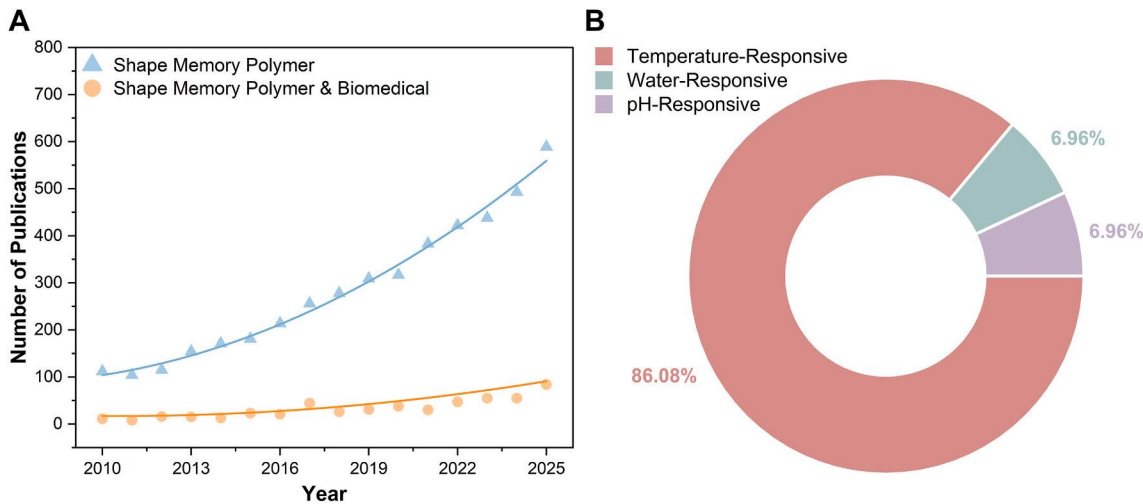 A
800
700
600
500
400
300
200
100
0
Number of Publications
Shape Memory Polymer
Shape Memory Polymer & Biomedical
2010 2013 2016 2019 2022 2025
Year
B
Temperature-Responsive
Water-Responsive
pH-Responsive
6.96%
6.96%
86.08%